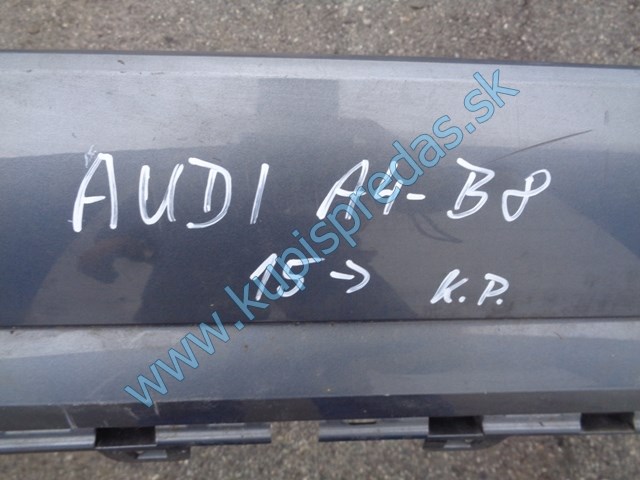 AUDI A4-B8
15-> K.P.
www.kupispredas.sk